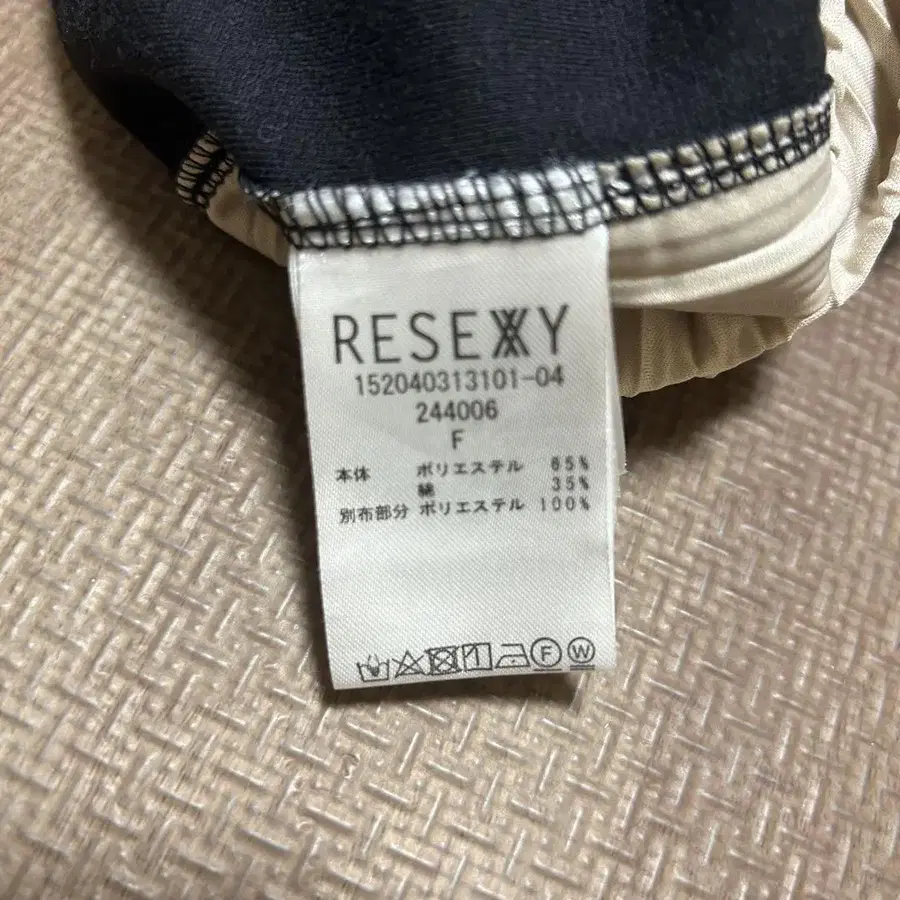 RESEXXY
152040313101-04
244006
F
本体 ポリエステル 65%
綿 35%
別布部分 ポリエステル 100%
F W